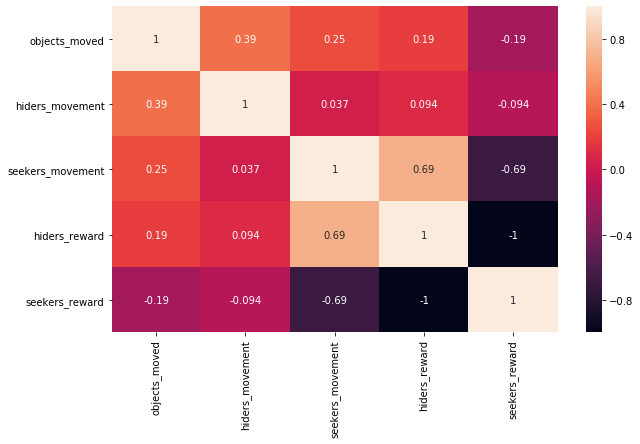 objects_moved 1 0.39 0.25 0.19 -0.19
hiders_movement 0.39 1 0.037 0.094 -0.094
seekers_movement 0.25 0.037 1 0.69 -0.69
hiders_reward 0.19 0.094 0.69 1 -1
seekers_reward -0.19 -0.094 -0.69 -1 1
objects_moved
hiders_movement
seekers_movement
hiders_reward
seekers_reward
0.8
0.4
0.0
-0.4
-0.8